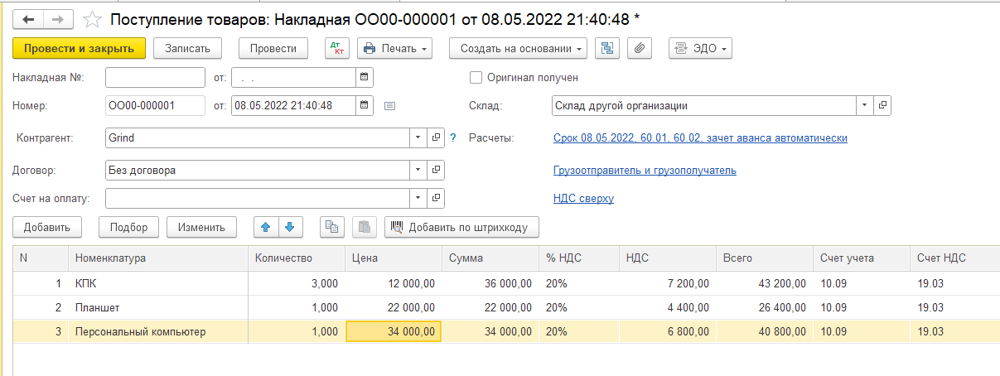 Поступление товаров: Накладная ОО00-000001 от 08.05.2022 21:40:48 *
Провести и закрыть Записать Провести Дт Кт Печать Создать на основании ЭДО
Накладная №: от: . . Оригинал получен
Номер: ОО00-000001 от: 08.05.2022 21:40:48 Склад: Склад другой организации
Контрагент: Grind ? Расчеты: Срок 08.05.2022, 60.01, 60.02, зачет аванса автоматически
Договор: Без договора Грузоотправитель и грузополучатель
Счет на оплату: НДС сверху
Добавить Подбор Изменить Добавить по штрихкоду
N Номенклатура Количество Цена Сумма % НДС НДС Всего Счет учета Счет НДС
1 КПК 3,000 12 000,00 36 000,00 20% 7 200,00 43 200,00 10.09 19.03
2 Планшет 1,000 22 000,00 22 000,00 20% 4 400,00 26 400,00 10.09 19.03
3 Персональный компьютер 1,000 34 000,00 34 000,00 20% 6 800,00 40 800,00 10.09 19.03